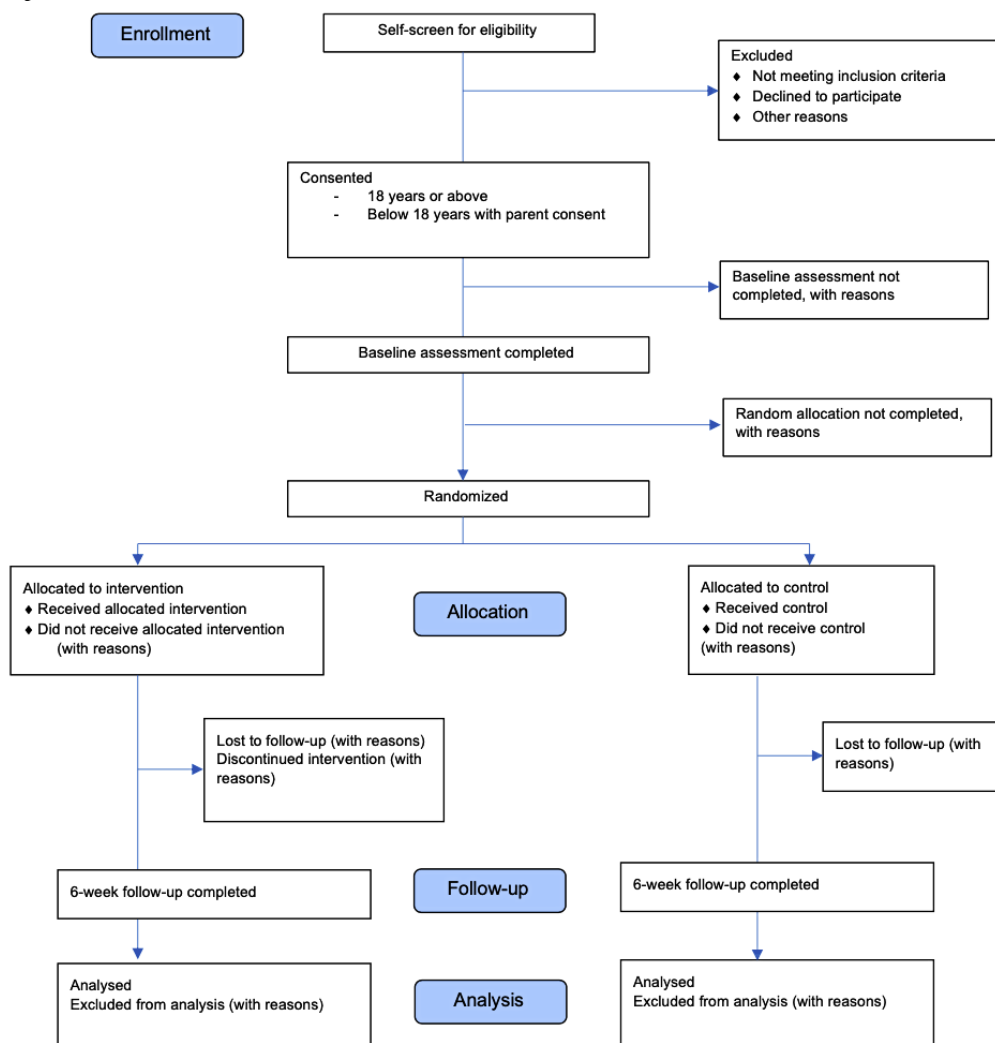 Enrollment
Self-screen for eligibility
Excluded
♦ Not meeting inclusion criteria
♦ Declined to participate
♦ Other reasons
Consented
- 18 years or above
- Below 18 years with parent consent
Baseline assessment not
completed, with reasons
Baseline assessment completed
Random allocation not completed,
with reasons
Randomized
Allocated to intervention
♦ Received allocated intervention
♦ Did not receive allocated intervention
(with reasons)
Allocation
Allocated to control
♦ Received control
♦ Did not receive control
(with reasons)
Lost to follow-up (with reasons)
Discontinued intervention (with
reasons)
Lost to follow-up (with
reasons)
6-week follow-up completed
Follow-up
6-week follow-up completed
Analysed
Excluded from analysis (with reasons)
Analysis
Analysed
Excluded from analysis (with reasons)